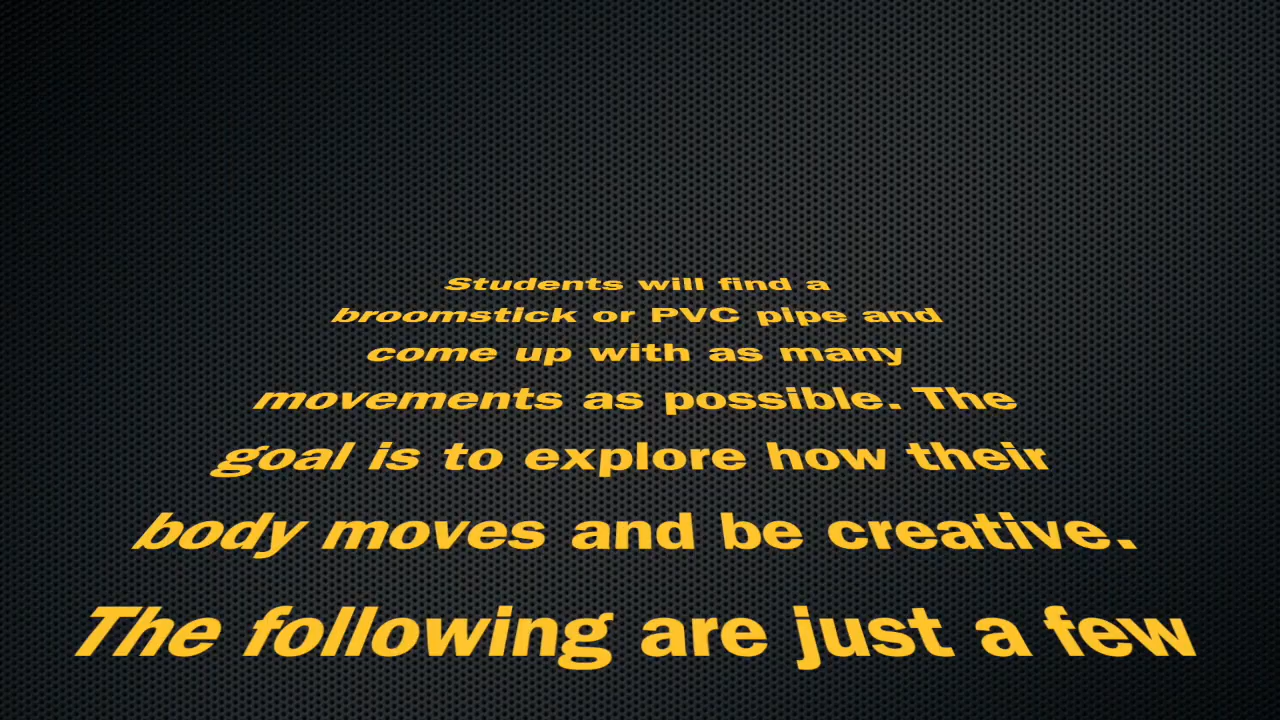 Students will find a
broomstick or PVC pipe and
come up with as many
movements as possible. The
goal is to explore how their
body moves and be creative.
The following are just a few